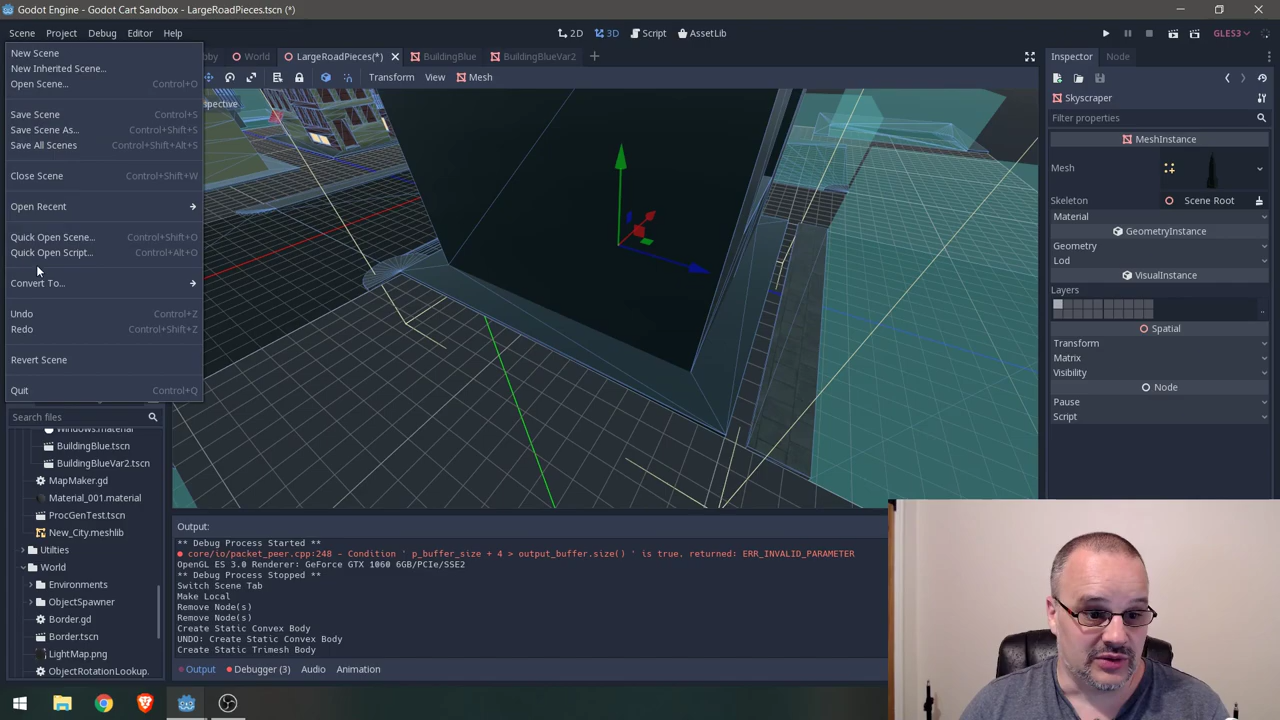 Godot Engine - Godot Cart Sandbox - LargeRoadPieces.tscn (*)
Scene Project Debug Editor Help
2D 3D Script AssetLib
GLES3
New Scene
New Inherited Scene...
Open Scene... Control+O
Save Scene Control+S
Save Scene As... Control+Shift+S
Save All Scenes Control+Shift+Alt+S
Close Scene Control+Shift+W
Open Recent
Quick Open Scene... Control+Shift+O
Quick Open Script... Control+Alt+O
Convert To...
Undo Control+Z
Redo Control+Shift+Z
Revert Scene
Quit Control+Q
World LargeRoadPieces(*) BuildingBlue BuildingBlueVar2
Transform View Mesh
Search files
Windows.material
BuildingBlue.tscn
BuildingBlueVar2.tscn
MapMaker.gd
Material_001.material
ProcGenTest.tscn
New_City.meshlib
Utilties
World
Environments
ObjectSpawner
Border.gd
Border.tscn
LightMap.png
ObjectRotationLookup.
Output:
** Debug Process Started **
core/io/packet_peer.cpp:248 - Condition ' p_buffer_size + 4 > output_buffer.size() ' is true. returned: ERR_INVALID_PARAMETER
OpenGL ES 3.0 Renderer: GeForce GTX 1060 6GB/PCIe/SSE2
** Debug Process Stopped **
Switch Scene Tab
Make Local
Remove Node(s)
Remove Node(s)
Create Static Convex Body
UNDO: Create Static Convex Body
Create Static Trimesh Body
Output Debugger (3) Audio Animation
Inspector Node
Skyscraper
Filter properties
MeshInstance
Mesh
Skeleton Scene Root
Material
GeometryInstance
Geometry
Lod
VisualInstance
Layers
Spatial
Transform
Matrix
Visibility
Node
Pause
Script